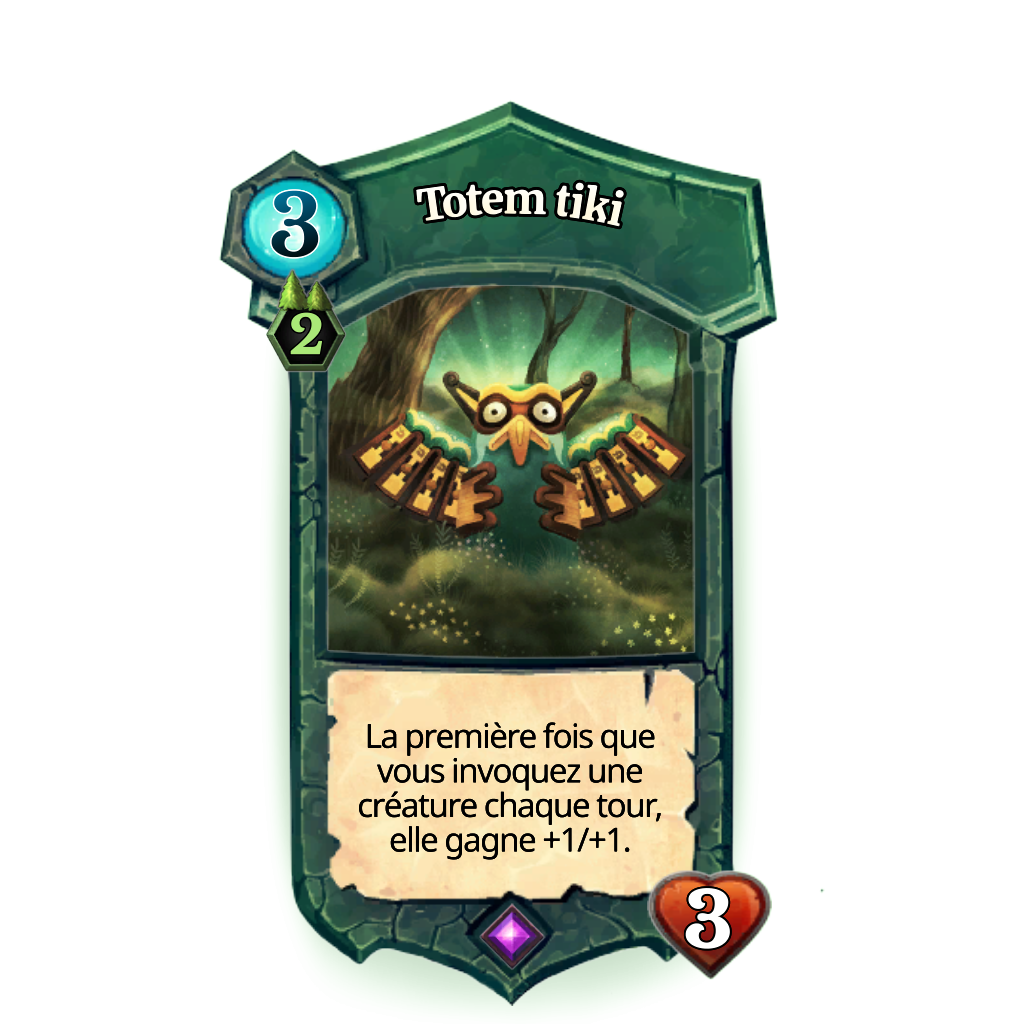 Totem tiki
3
2
La première fois que
vous invoquez une
créature chaque tour,
elle gagne +1/+1.
3